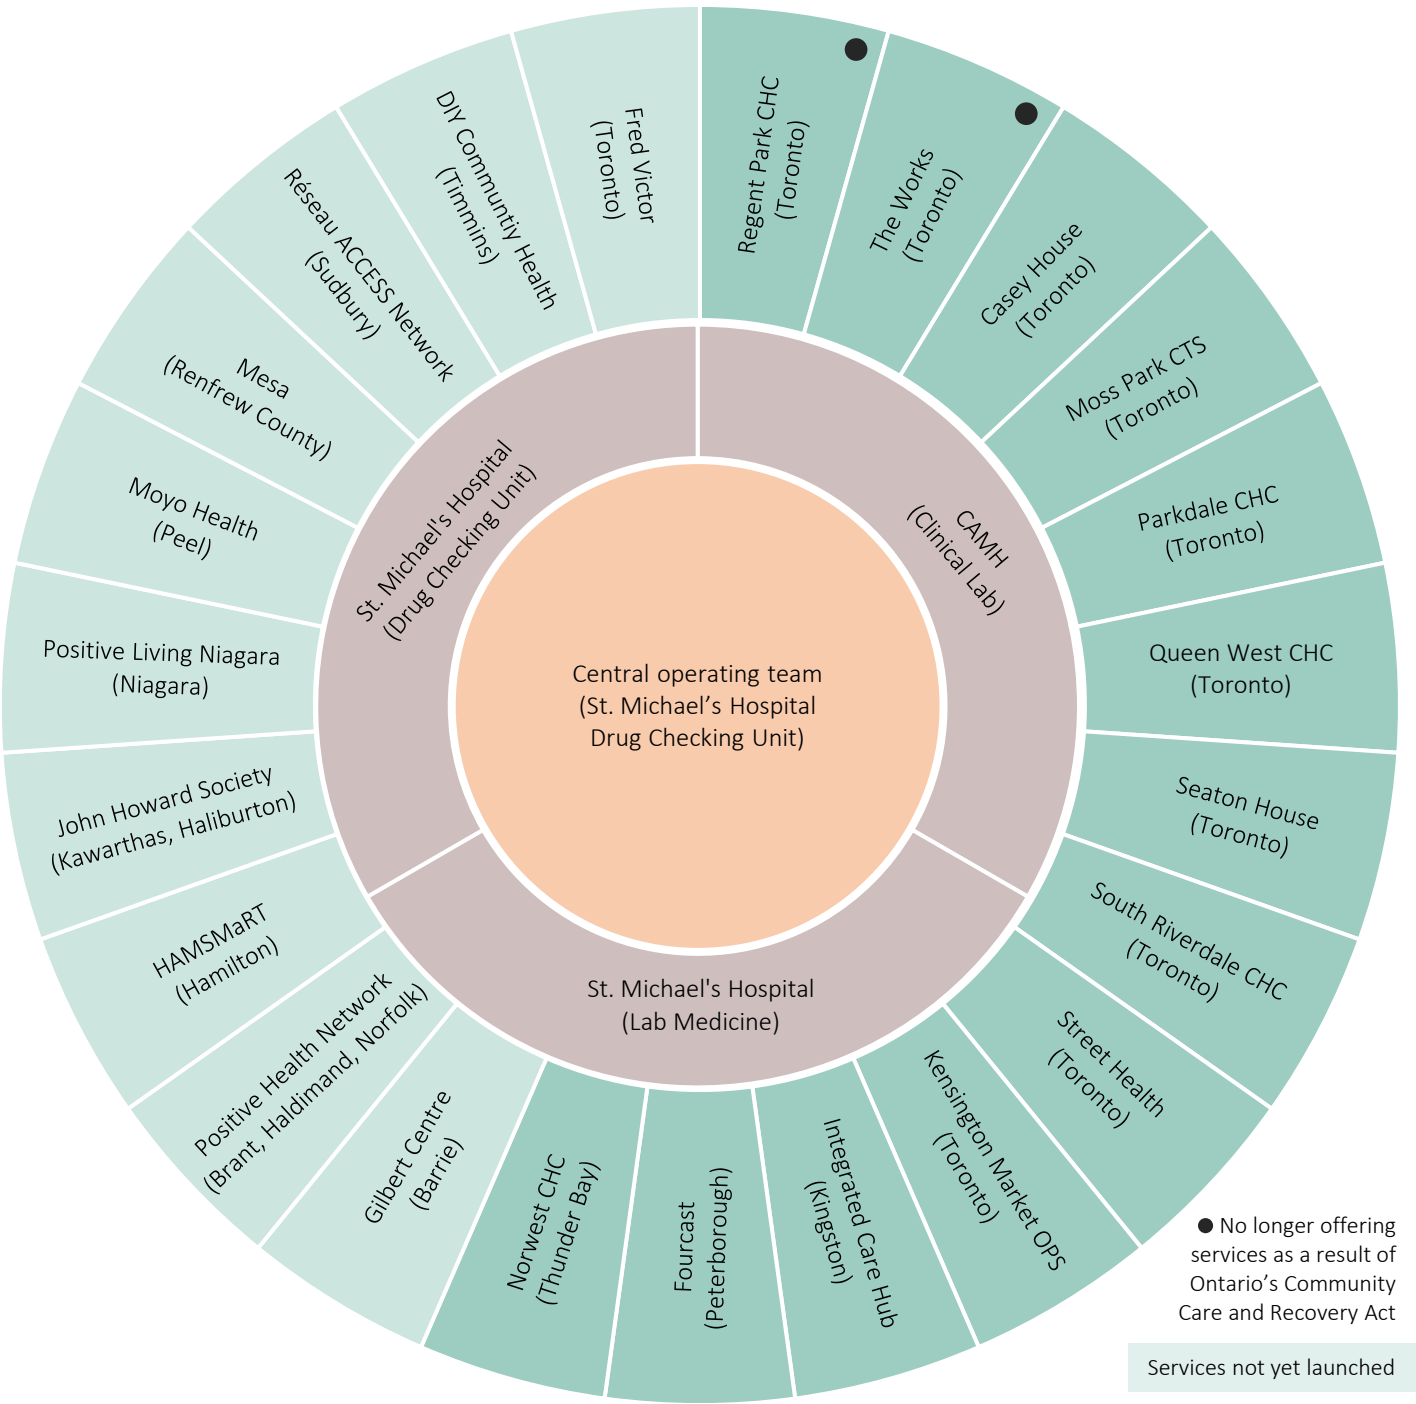 Regent Park CHC
(Toronto)
The Works
(Toronto)
Casey House
(Toronto)
Moss Park CTS
(Toronto)
Parkdale CHC
(Toronto)
Queen West CHC
(Toronto)
Seaton House
(Toronto)
South Riverdale CHC
(Toronto)
Street Health
(Toronto)
Kensington Market OPS
(Toronto)
Integrated Care Hub
(Kingston)
Fourcast
(Peterborough)
Norwest CHC
(Thunder Bay)
Gilbert Centre
(Barrie)
Positive Health Network
(Brant, Haldimand, Norfolk)
HAMSMaRT
(Hamilton)
John Howard Society
(Kawarthas, Haliburton)
Positive Living Niagara
(Niagara)
Moyo Health
(Peel)
Mesa
(Renfrew County)
Réseau ACCESS Network
(Sudbury)
DIY Communtiy Health
(Timmins)
Fred Victor
(Toronto)
CAMH
(Clinical Lab)
St. Michael's Hospital
(Lab Medicine)
St. Michael's Hospital
(Drug Checking Unit)
Central operating team
(St. Michael’s Hospital
Drug Checking Unit)
No longer offering
services as a result of
Ontario’s Community
Care and Recovery Act
Services not yet launched